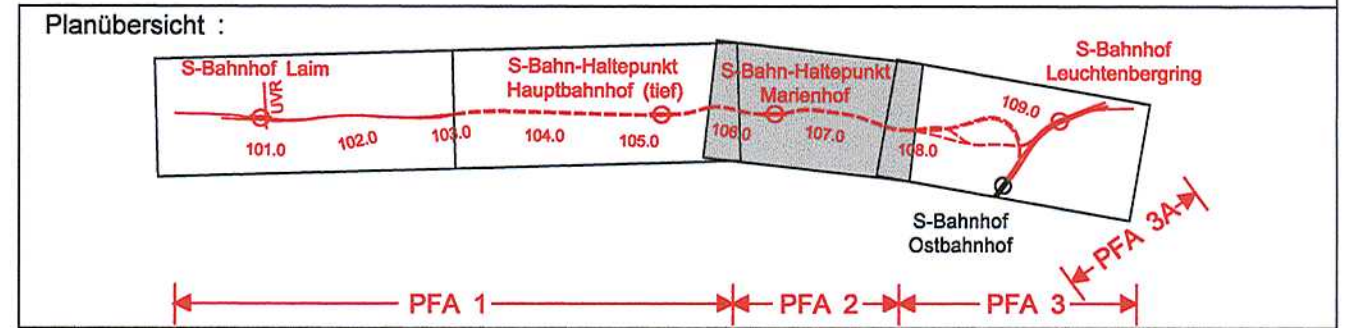 Planübersicht :
S-Bahnhof Laim
UVR
101.0
102.0
103.0
S-Bahn-Haltepunkt
Hauptbahnhof (tief)
104.0
105.0
106.0
S-Bahn-Haltepunkt
Marienhof
107.0
108.0
S-Bahnhof
Leuchtenbergring
109.0
S-Bahnhof
Ostbahnhof
PFA 3A
PFA 1
PFA 2
PFA 3